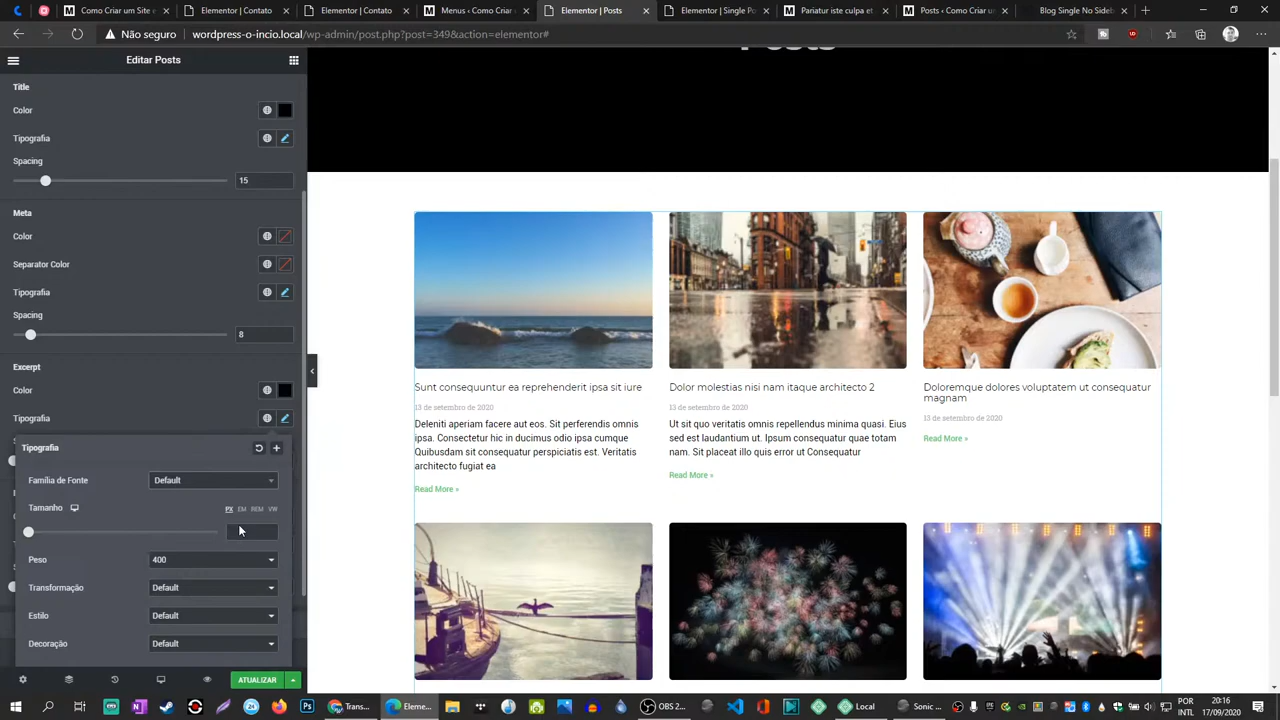 Elementor | Contato
Elementor | Contato
Menus < Como Criar
Elementor | Posts
Elementor | Single Po
Pariatur iste culpa et
Posts < Como Criar u
Blog Single No Sideb
Não seguro
wordpress-o-incio.local/wp-admin/post.php?post=349&action=elementor#
Posts
Posts
Title
Color
Tipografia
Spacing
15
Meta
Color
Separator Color
Tipografia
Spacing
8
Excerpt
Color
Tipografia
Família de Fonte
Default
Tamanho
PX EM REM VW
Peso
400
Transformação
Default
Estilo
Default
Decoração
Default
ATUALIZAR
Sunt consequuntur ea reprehenderit ipsa sit iure
13 de setembro de 2020
Deleniti aperiam facere aut eos. Sit perferendis omnis
ipsa. Consectetur hic in ducimus odio ipsa cumque
Quibusdam sit consequatur perspiciatis est. Veritatis
architecto fugiat ea
Read More »
Dolor molestias nisi nam itaque architecto 2
13 de setembro de 2020
Ut sit quo veritatis omnis repellendus minima quasi. Eius
sed est laudantium ut. Ipsum consequatur quae totam
nam. Sit placeat illo quis error ut Consequatur
Read More »
Doloremque dolores voluptatem ut consequatur
magnam
13 de setembro de 2020
Read More »
Trans...
Eleme...
OBS 2...
Local
Sonic ...
POR
INTL
20:16
17/09/2020